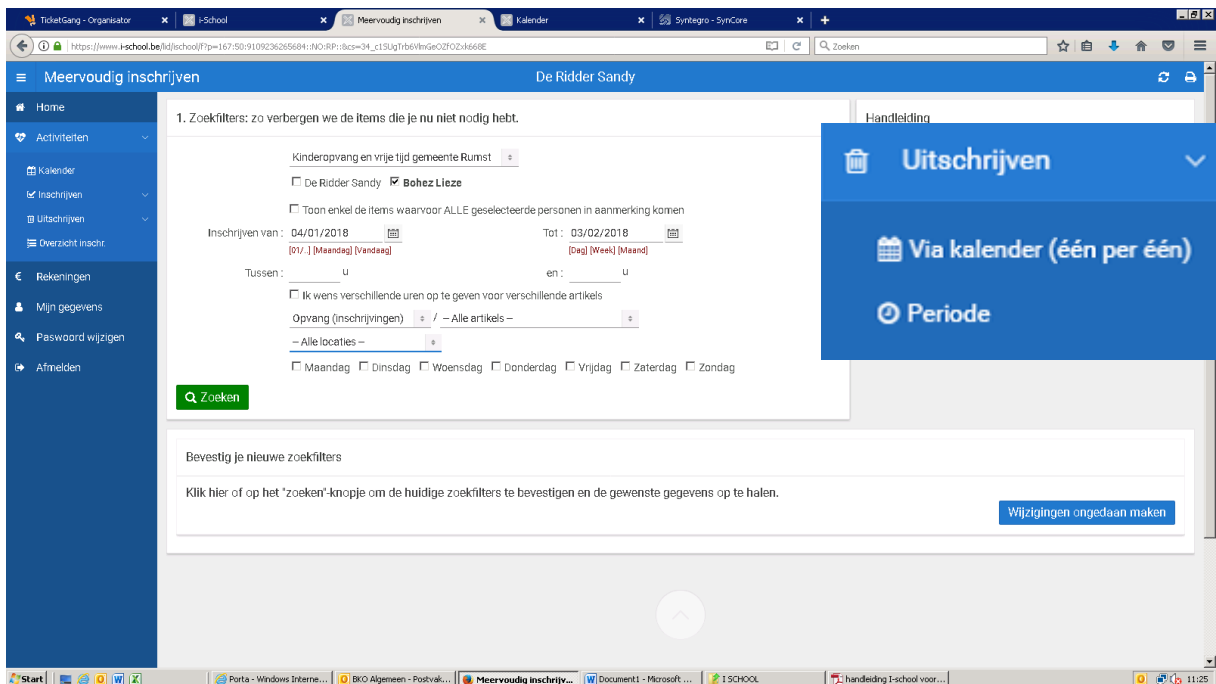 TicketGang - Organisator
i-School
Meervoudig inschrijven
Kalender
Syntegro - SynCore
https://www.i-school.be/lid/ischool/f?p=167:50:9109236265684::NO:RP::&cs=34_c1SUgTrb6VlmGeOZfOZxk668E
Zoeken
Meervoudig inschrijven
De Ridder Sandy
Home
Activiteiten
Kalender
Inschrijven
Uitschrijven
Overzicht inschr.
Rekeningen
Mijn gegevens
Paswoord wijzigen
Afmelden
1. Zoekfilters: zo verbergen we de items die je nu niet nodig hebt.
Kinderopvang en vrije tijd gemeente Rumst
De Ridder Sandy Bohez Lieze
Toon enkel de items waarvoor ALLE geselecteerde personen in aanmerking komen
Inschrijven van : 04/01/2018 Tot : 03/02/2018
[01/..] [Maandag] [Vandaag] [Dag] [Week] [Maand]
Tussen : u en : u
Ik wens verschillende uren op te geven voor verschillende artikels
Opvang (inschrijvingen) / – Alle artikels –
– Alle locaties –
Maandag Dinsdag Woensdag Donderdag Vrijdag Zaterdag Zondag
Zoeken
Handleiding
Uitschrijven
Via kalender (één per één)
Periode
Bevestig je nieuwe zoekfilters
Klik hier of op het "zoeken"-knopje om de huidige zoekfilters te bevestigen en de gewenste gegevens op te halen.
Wijzigingen ongedaan maken
Start
Porta - Windows Interne...
BKO Algemeen - Postvak...
Meervoudig inschrijv...
Document1 - Microsoft ...
I SCHOOL
handleiding I-school voor...
11:25